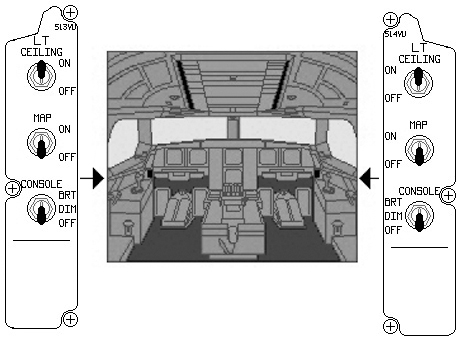 513VU
LT
CEILING
ON
OFF
MAP
ON
OFF
CONSOLE
BRT
DIM
OFF
514VU
LT
CEILING
ON
OFF
MAP
ON
OFF
CONSOLE
BRT
DIM
OFF